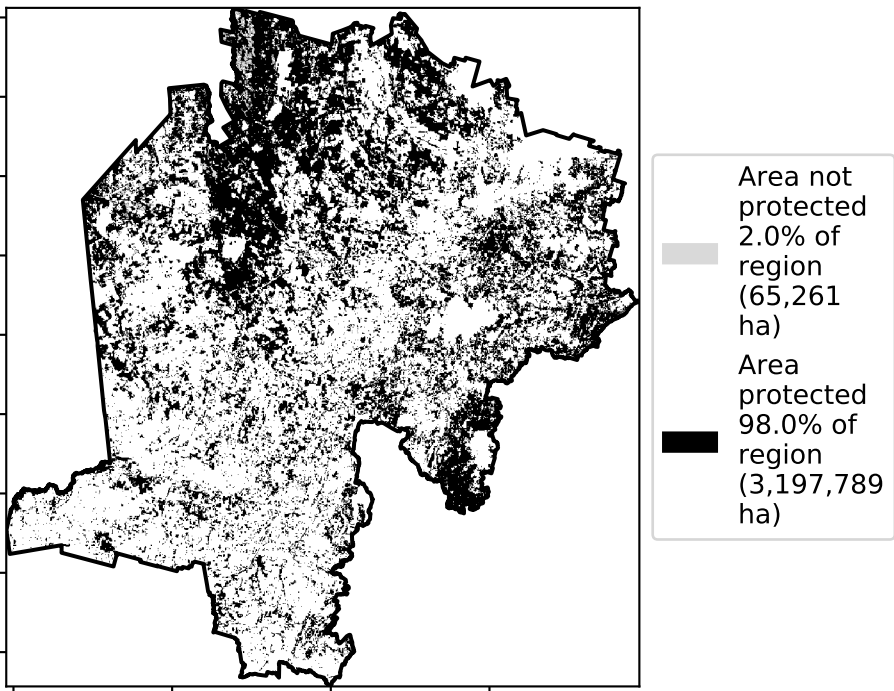 Area not
protected
2.0% of
region
(65,261
ha)
Area
protected
98.0% of
region
(3,197,789
ha)